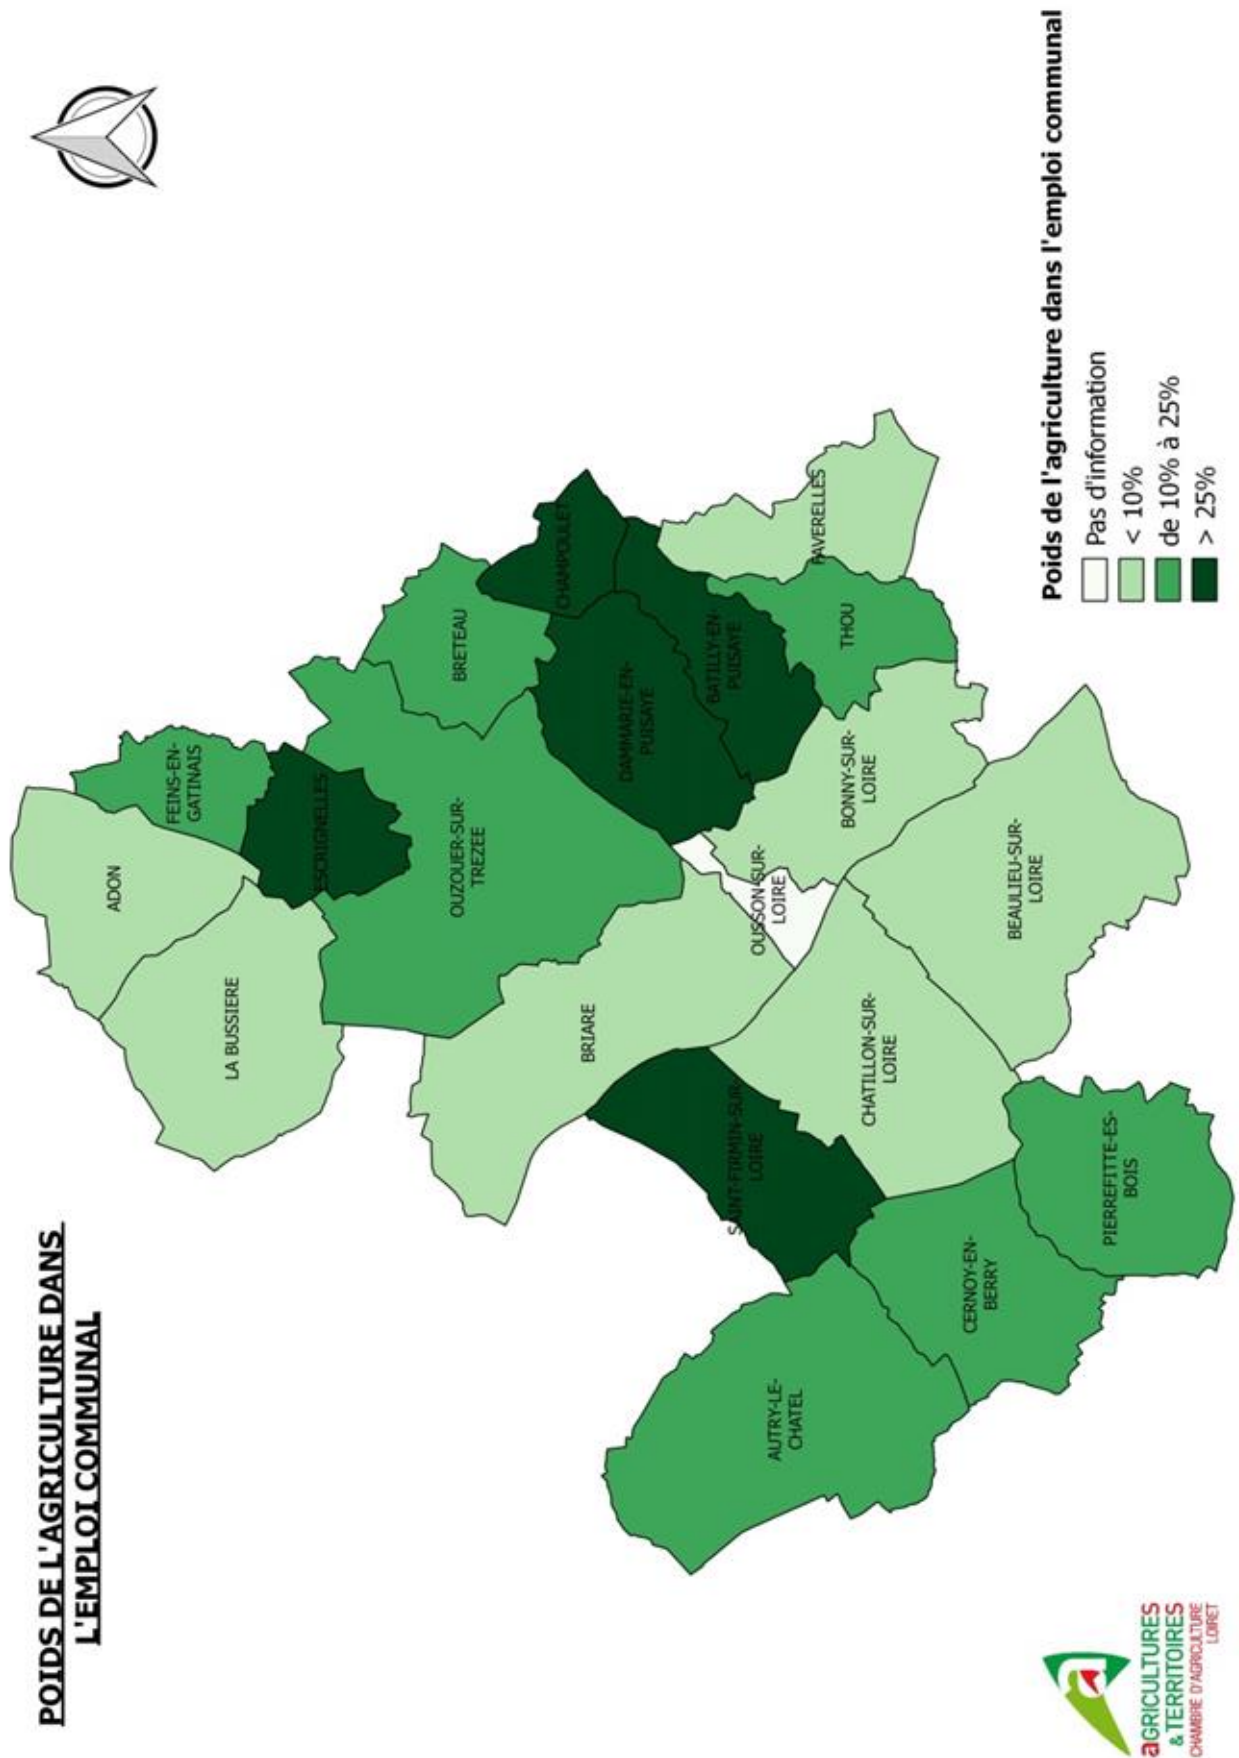 POIDS DE L'AGRICULTURE DANS
L'EMPLOI COMMUNAL
ADON
FEINS-EN-
GATINAIS
LA BUSSIERE
ESCRIGNELLES
OUZOUER-SUR-
TREZEE
BRETEAU
CHAMPOULET
BRIARE
DAMMARIE-EN-
PUISAYE
BATILLY-EN-
PUISAYE
OUSSON-SUR-
LOIRE
SAINT-FIRMIN-SUR-
LOIRE
AUTRY-LE-
CHATEL
FAVERELLES
THOU
BONNY-SUR-
LOIRE
CHATILLON-SUR-
LOIRE
CERNOY-EN-
BERRY
BEAULIEU-SUR-
LOIRE
PIERREFITTE-ES-
BOIS
Poids de l'agriculture dans l'emploi communal
Pas d'information
< 10%
de 10% à 25%
> 25%
a
aGRICULTURES
& TERRITOIRES
CHAMBRE D'AGRICULTURE
LOIRET